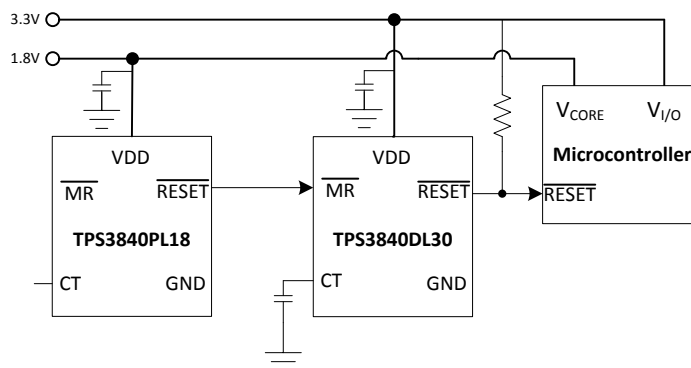 3.3V
1.8V
VDD
MR
RESET
TPS3840PL18
CT
GND
VDD
MR
RESET
TPS3840DL30
CT
GND
VCORE
VI/O
Microcontroller
RESET